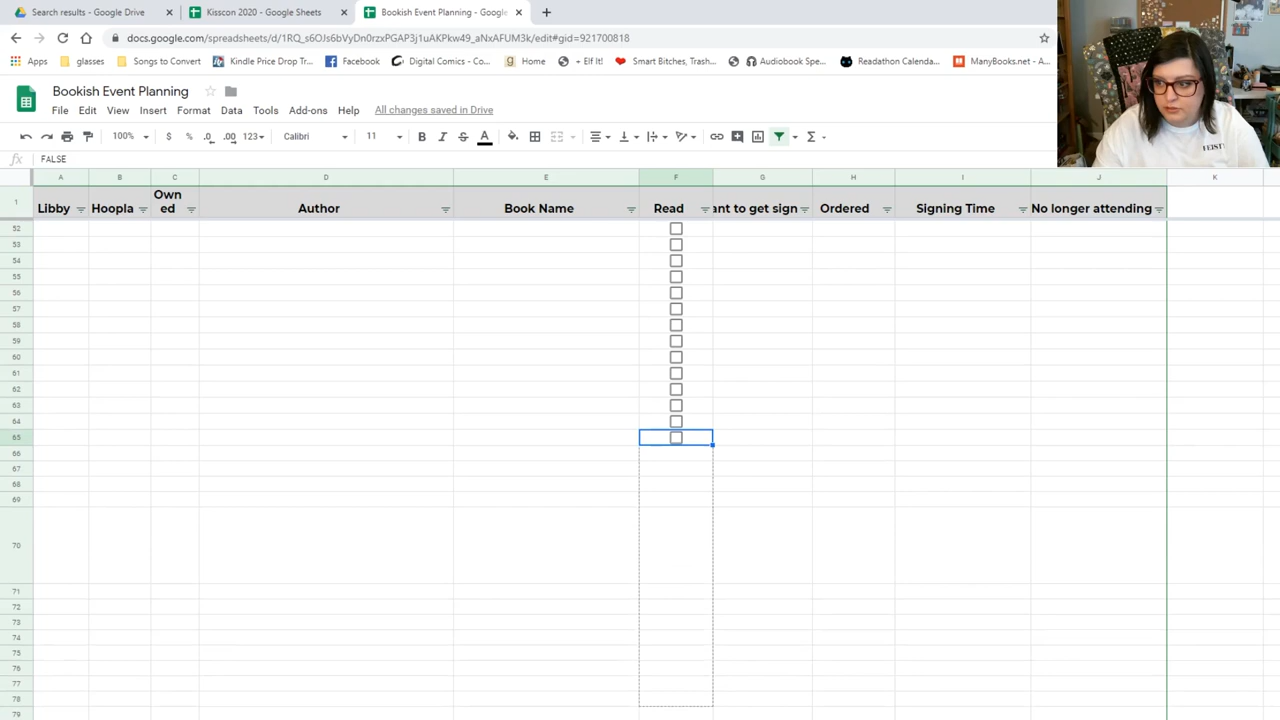 Search results - Google Drive
Kisscon 2020 - Google Sheets
Bookish Event Planning - Google
docs.google.com/spreadsheets/d/1RQ_s6OJs6bVyDn0rzxPGAP3j1uAKPkw49_aNxAFUM3k/edit#gid=921700818
Apps glasses Songs to Convert Kindle Price Drop Tr... Facebook Digital Comics - Co... Home + Elf It! Smart Bitches, Trash... Audiobook Spe... Readathon Calenda... ManyBooks.net - A...
Bookish Event Planning
File Edit View Insert Format Data Tools Add-ons Help All changes saved in Drive
100% $ % .0 .00 123 Calibri 11 B I S A Σ
fx FALSE
A B C D E F G H I J K
1 Libby Hoopla Own ed Author Book Name Read ant to get sign Ordered Signing Time No longer attending
52
53
54
55
56
57
58
59
60
61
62
63
64
65
66
67
68
69
70
71
72
73
74
75
76
77
78
79
FEISTY